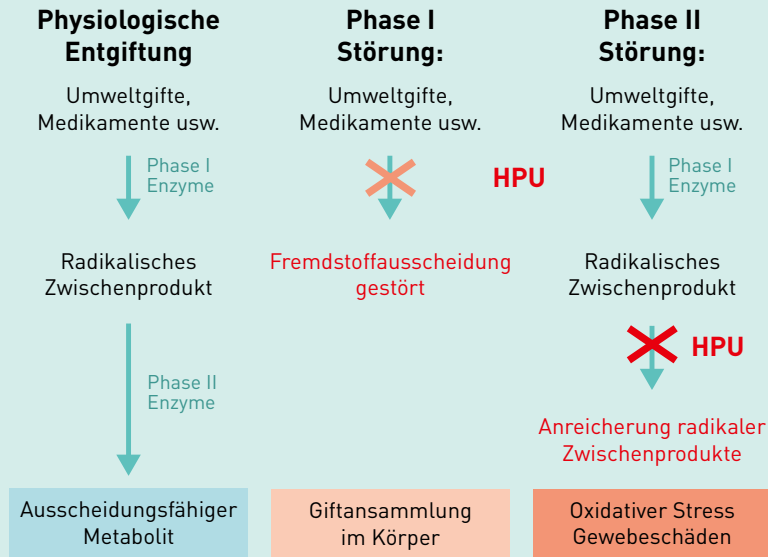 Physiologische
Entgiftung
Umweltgifte,
Medikamente usw.
Phase I
Enzyme
Radikalisches
Zwischenprodukt
Phase II
Enzyme
Ausscheidungsfähiger
Metabolit
Phase I
Störung:
Umweltgifte,
Medikamente usw.
HPU
Fremdstoffausscheidung
gestört
Giftansammlung
im Körper
Phase II
Störung:
Umweltgifte,
Medikamente usw.
Phase I
Enzyme
Radikalisches
Zwischenprodukt
HPU
Anreicherung radikaler
Zwischenprodukte
Oxidativer Stress
Gewebeschäden